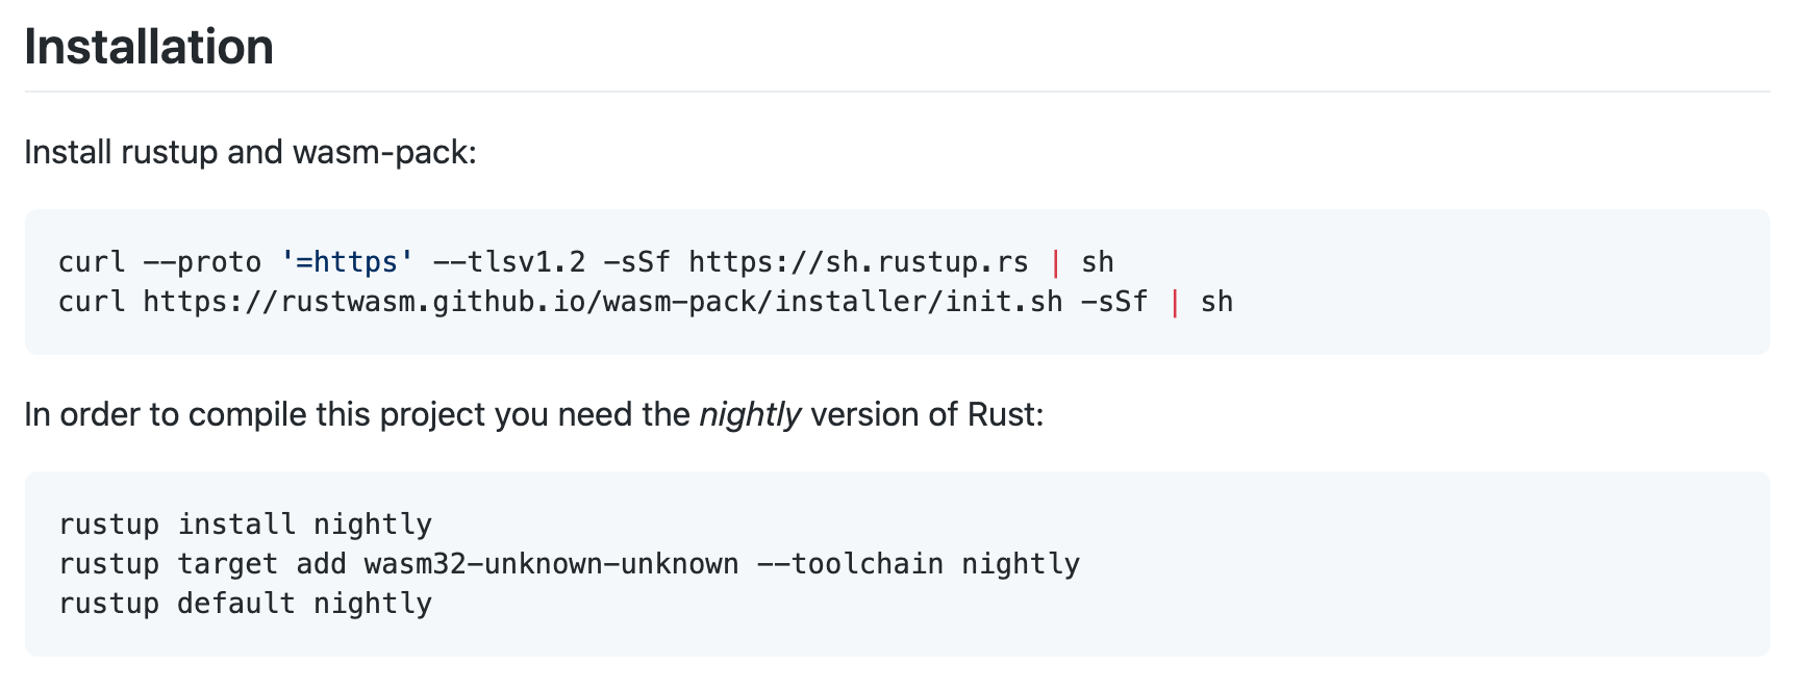 Installation
Install rustup and wasm-pack:
curl --proto '=https' --tlsv1.2 -sSf https://sh.rustup.rs | sh
curl https://rustwasm.github.io/wasm-pack/installer/init.sh -sSf | sh
In order to compile this project you need the nightly version of Rust:
rustup install nightly
rustup target add wasm32-unknown-unknown --toolchain nightly
rustup default nightly